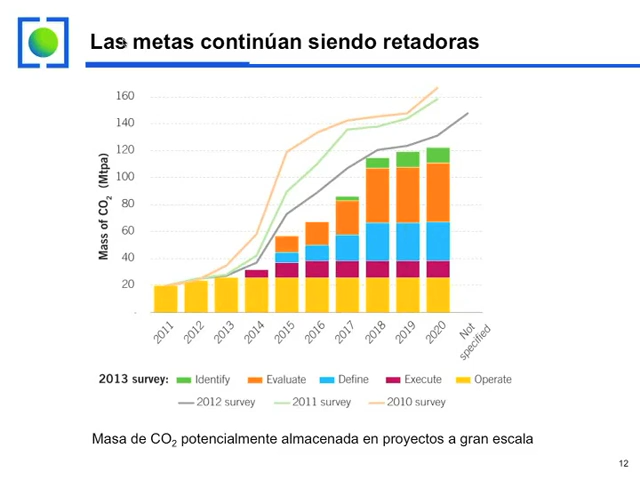 Las metas continúan siendo retadoras
160
140
120
100
80
60
40
20
-
Mass of CO₂ (Mtpa)
2011
2012
2013
2014
2015
2016
2017
2018
2019
2020
Not
specified
2013 survey: Identify Evaluate Define Execute Operate
2012 survey 2011 survey 2010 survey
Masa de CO₂ potencialmente almacenada en proyectos a gran escala
12